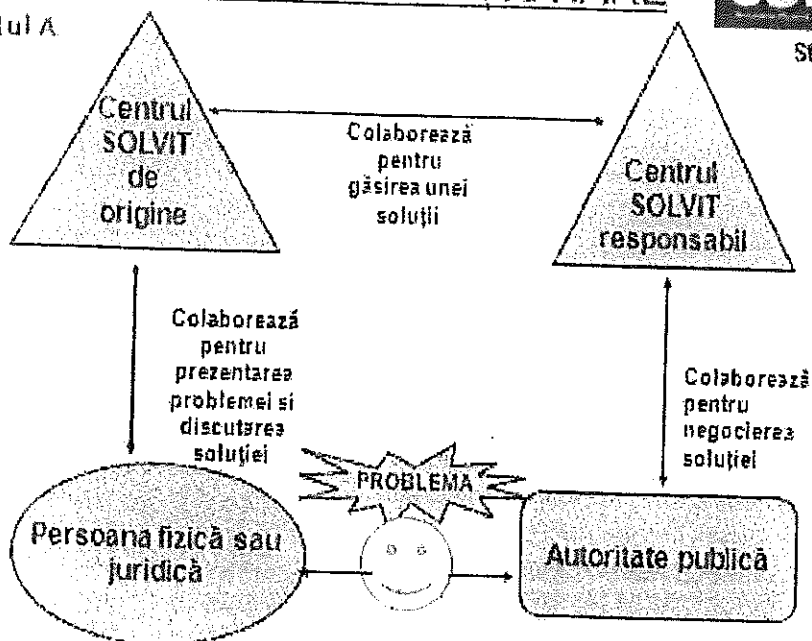 Centrul
SOLVIT
de
origine
Colaborează
pentru
găsirea unei
soluții
Centrul
SOLVIT
responsabil
Colaborează
pentru
prezentarea
problemei si
discutarea
soluției
Colaborează
pentru
negocierea
soluției
PROBLEMA
Persoana fizică sau
juridică
Autoritate publică